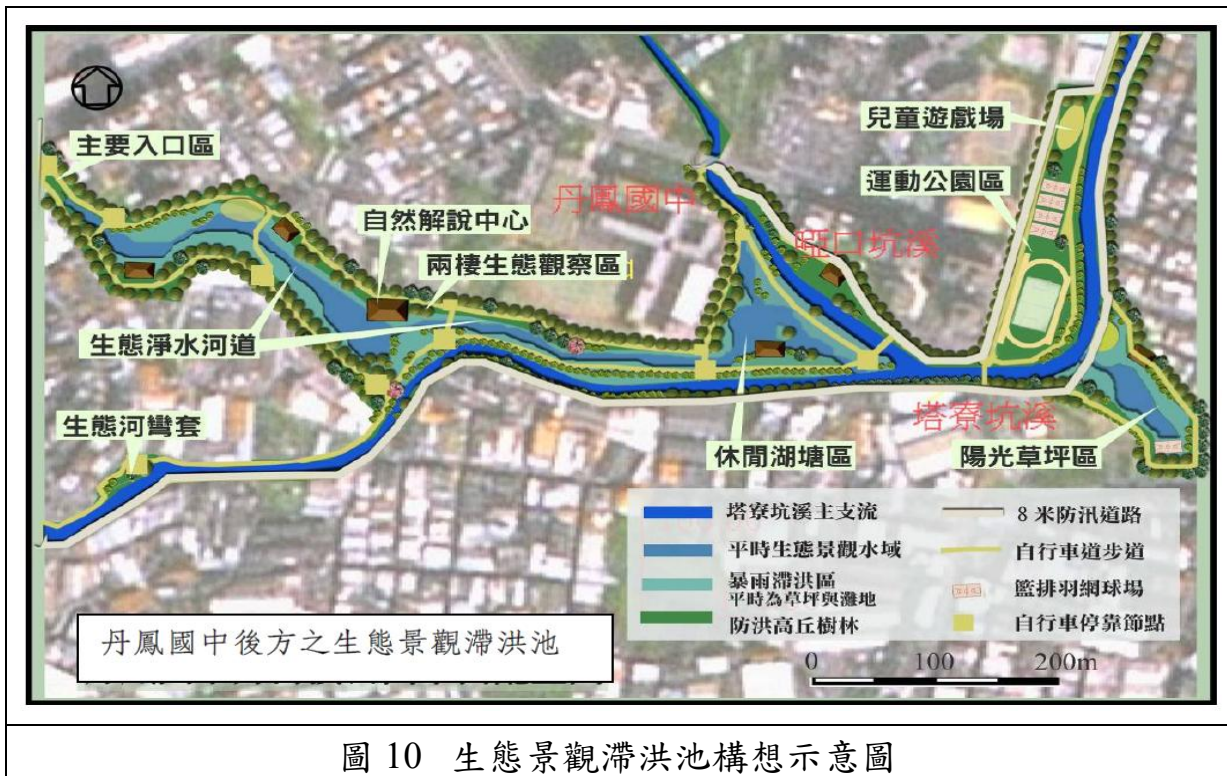 主要入口區
兒童遊戲場
運動公園區
丹鳳國中
自然解說中心
啞口坑溪
兩棲生態觀察區
生態淨水河道
生態河彎套
塔寮坑溪
休閒湖塘區
陽光草坪區
塔寮坑溪主支流
8 米防汛道路
平時生態景觀水域
自行車道步道
暴雨滯洪區
平時為草坪與灘地
籃排羽網球場
防洪高丘樹林
自行車停靠節點
丹鳳國中後方之生態景觀滯洪池
0 100 200m
圖 10 生態景觀滯洪池構想示意圖